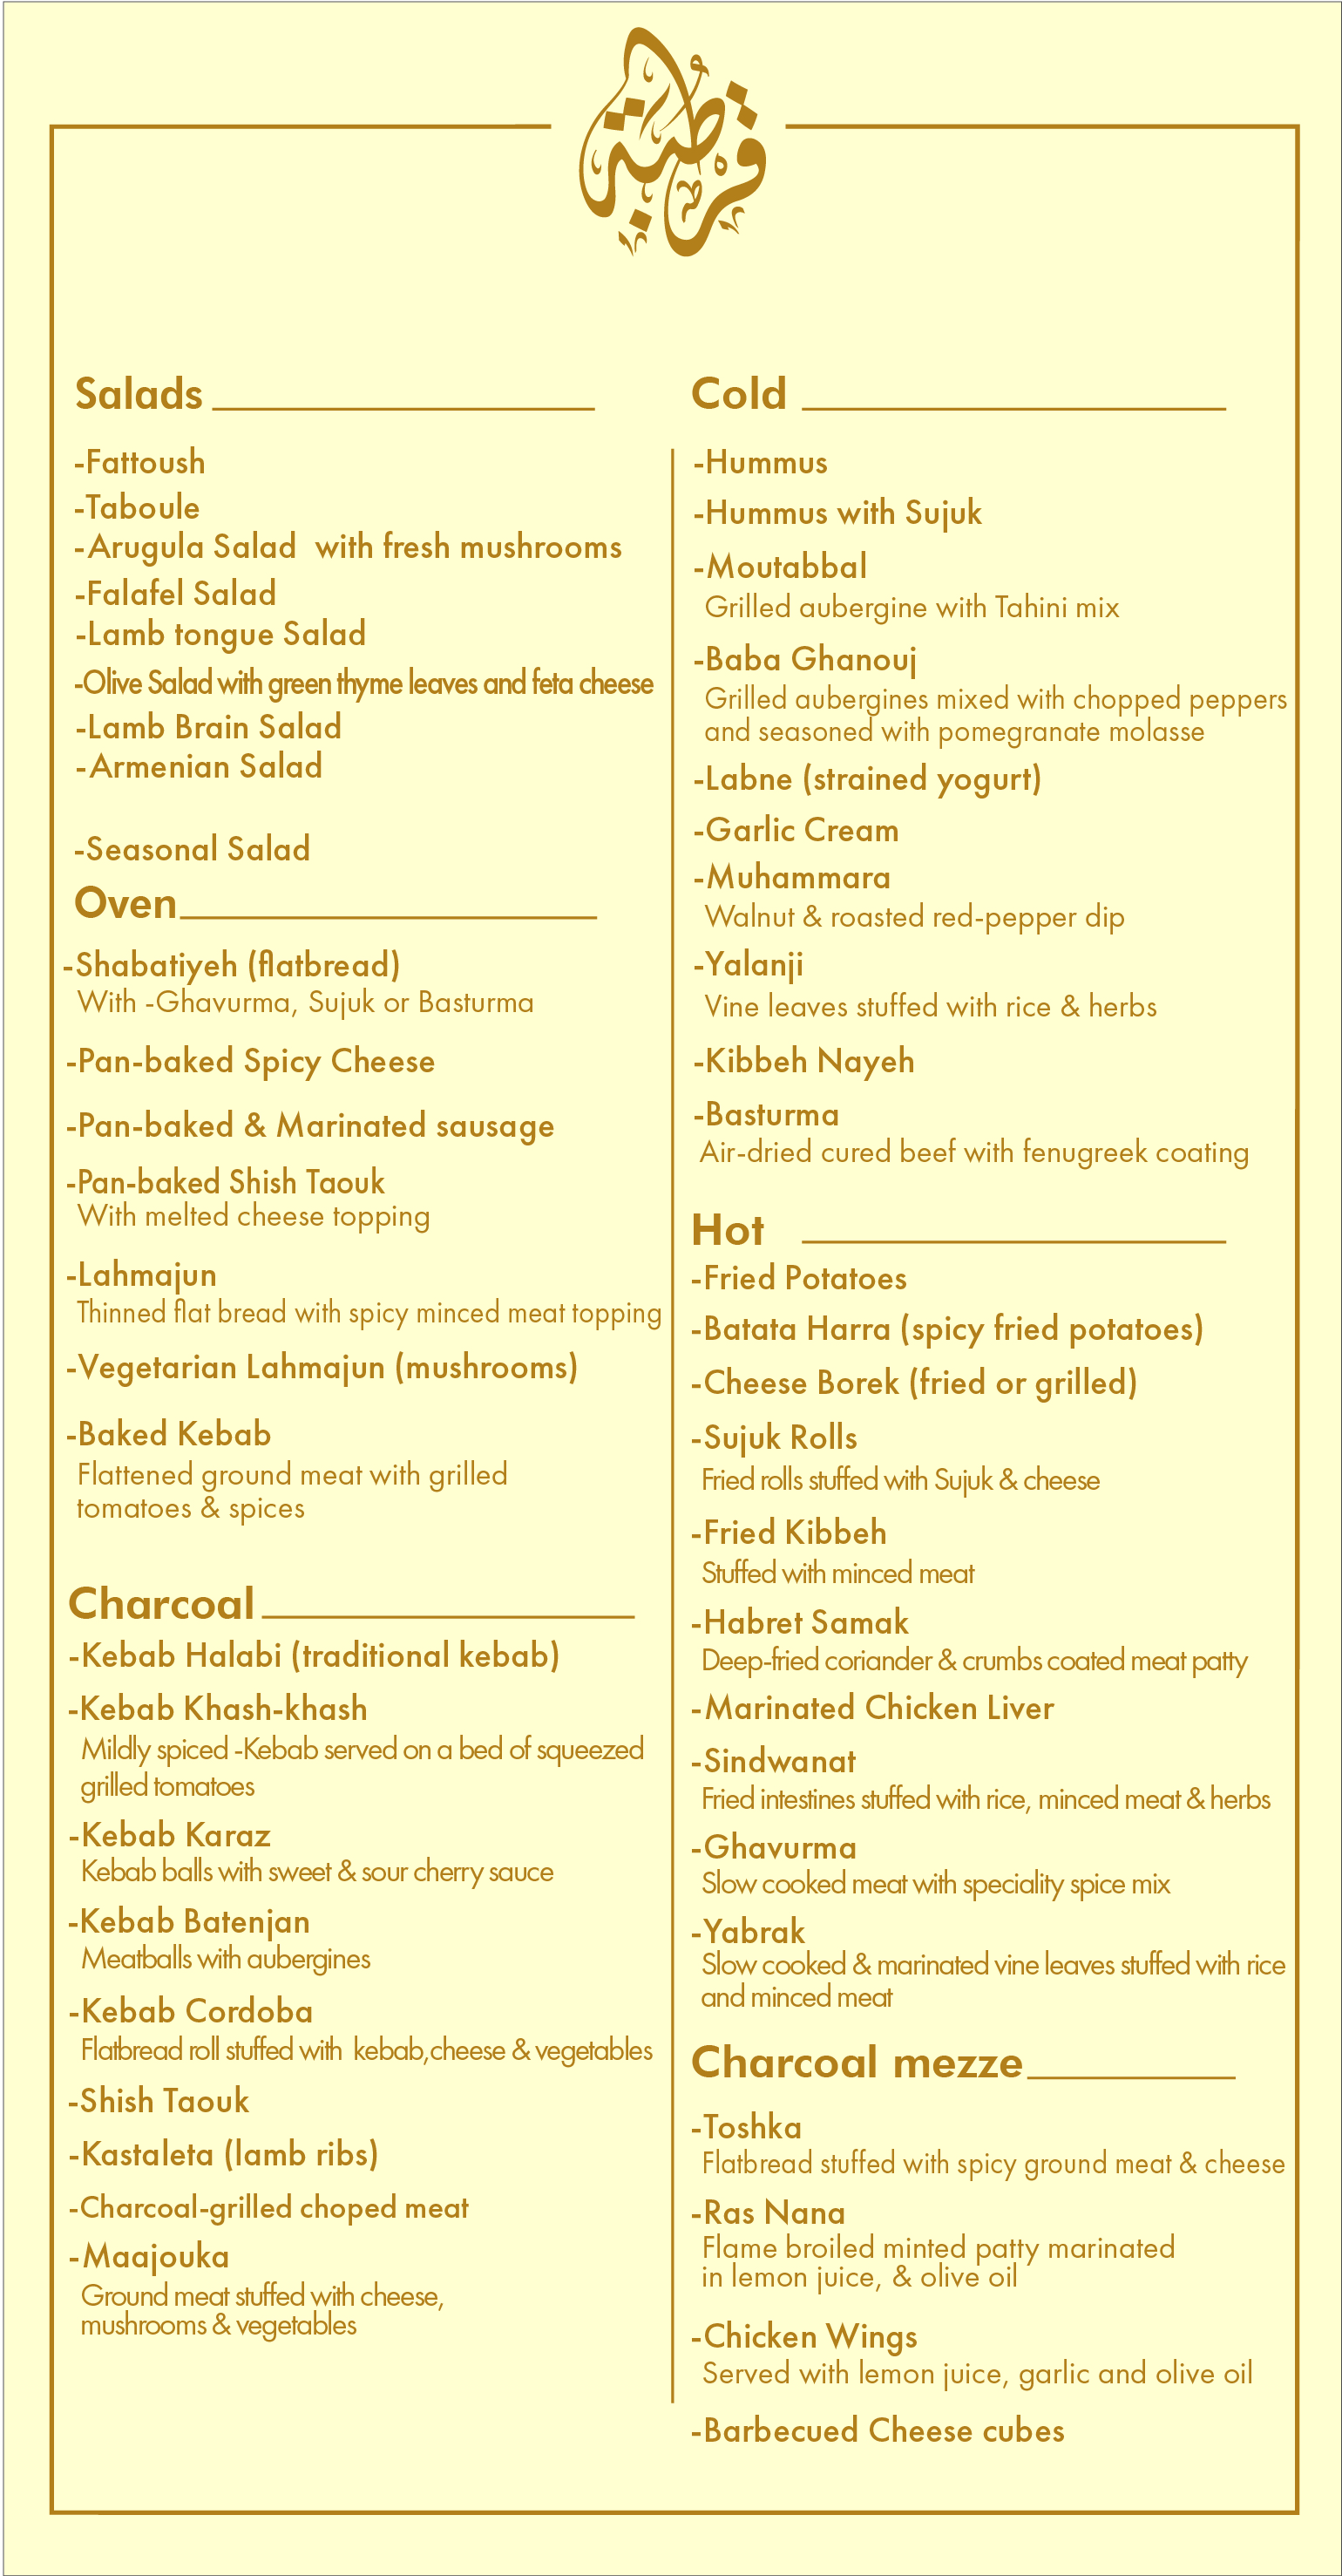 قرطبة
Salads
-Fattoush
-Taboule
-Arugula Salad with fresh mushrooms
-Falafel Salad
-Lamb tongue Salad
-Olive Salad with green thyme leaves and feta cheese
-Lamb Brain Salad
-Armenian Salad
-Seasonal Salad
Oven
-Shabatiyeh (flatbread)
With -Ghavurma, Sujuk or Basturma
-Pan-baked Spicy Cheese
-Pan-baked & Marinated sausage
-Pan-baked Shish Taouk
With melted cheese topping
-Lahmajun
Thinned flat bread with spicy minced meat topping
-Vegetarian Lahmajun (mushrooms)
-Baked Kebab
Flattened ground meat with grilled
tomatoes & spices
Charcoal
-Kebab Halabi (traditional kebab)
-Kebab Khash-khash
Mildly spiced -Kebab served on a bed of squeezed
grilled tomatoes
-Kebab Karaz
Kebab balls with sweet & sour cherry sauce
-Kebab Batenjan
Meatballs with aubergines
-Kebab Cordoba
Flatbread roll stuffed with kebab,cheese & vegetables
-Shish Taouk
-Kastaleta (lamb ribs)
-Charcoal-grilled choped meat
-Maajouka
Ground meat stuffed with cheese,
mushrooms & vegetables
Cold
-Hummus
-Hummus with Sujuk
-Moutabbal
Grilled aubergine with Tahini mix
-Baba Ghanouj
Grilled aubergines mixed with chopped peppers
and seasoned with pomegranate molasse
-Labne (strained yogurt)
-Garlic Cream
-Muhammara
Walnut & roasted red-pepper dip
-Yalanji
Vine leaves stuffed with rice & herbs
-Kibbeh Nayeh
-Basturma
Air-dried cured beef with fenugreek coating
Hot
-Fried Potatoes
-Batata Harra (spicy fried potatoes)
-Cheese Borek (fried or grilled)
-Sujuk Rolls
Fried rolls stuffed with Sujuk & cheese
-Fried Kibbeh
Stuffed with minced meat
-Habret Samak
Deep-fried coriander & crumbs coated meat patty
-Marinated Chicken Liver
-Sindwanat
Fried intestines stuffed with rice, minced meat & herbs
-Ghavurma
Slow cooked meat with speciality spice mix
-Yabrak
Slow cooked & marinated vine leaves stuffed with rice
and minced meat
Charcoal mezze
-Toshka
Flatbread stuffed with spicy ground meat & cheese
-Ras Nana
Flame broiled minted patty marinated
in lemon juice, & olive oil
-Chicken Wings
Served with lemon juice, garlic and olive oil
-Barbecued Cheese cubes